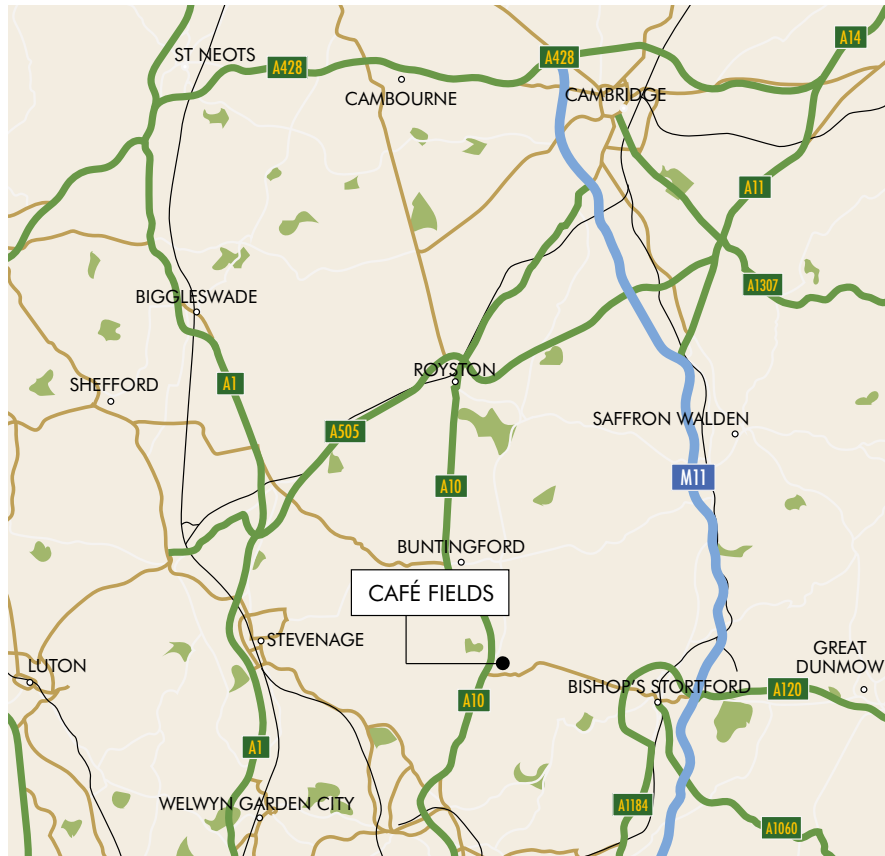 A14
ST NEOTS
A428
A428
CAMBOURNE
CAMBRIDGE
A11
A1307
BIGGLESWADE
ROYSTON
SHEFFORD
A1
A505
SAFFRON WALDEN
M11
A10
BUNTINGFORD
CAFÉ FIELDS
STEVENAGE
GREAT
DUNMOW
LUTON
BISHOP'S STORTFORD
A120
A10
A1
WELWYN GARDEN CITY
A1184
A1060